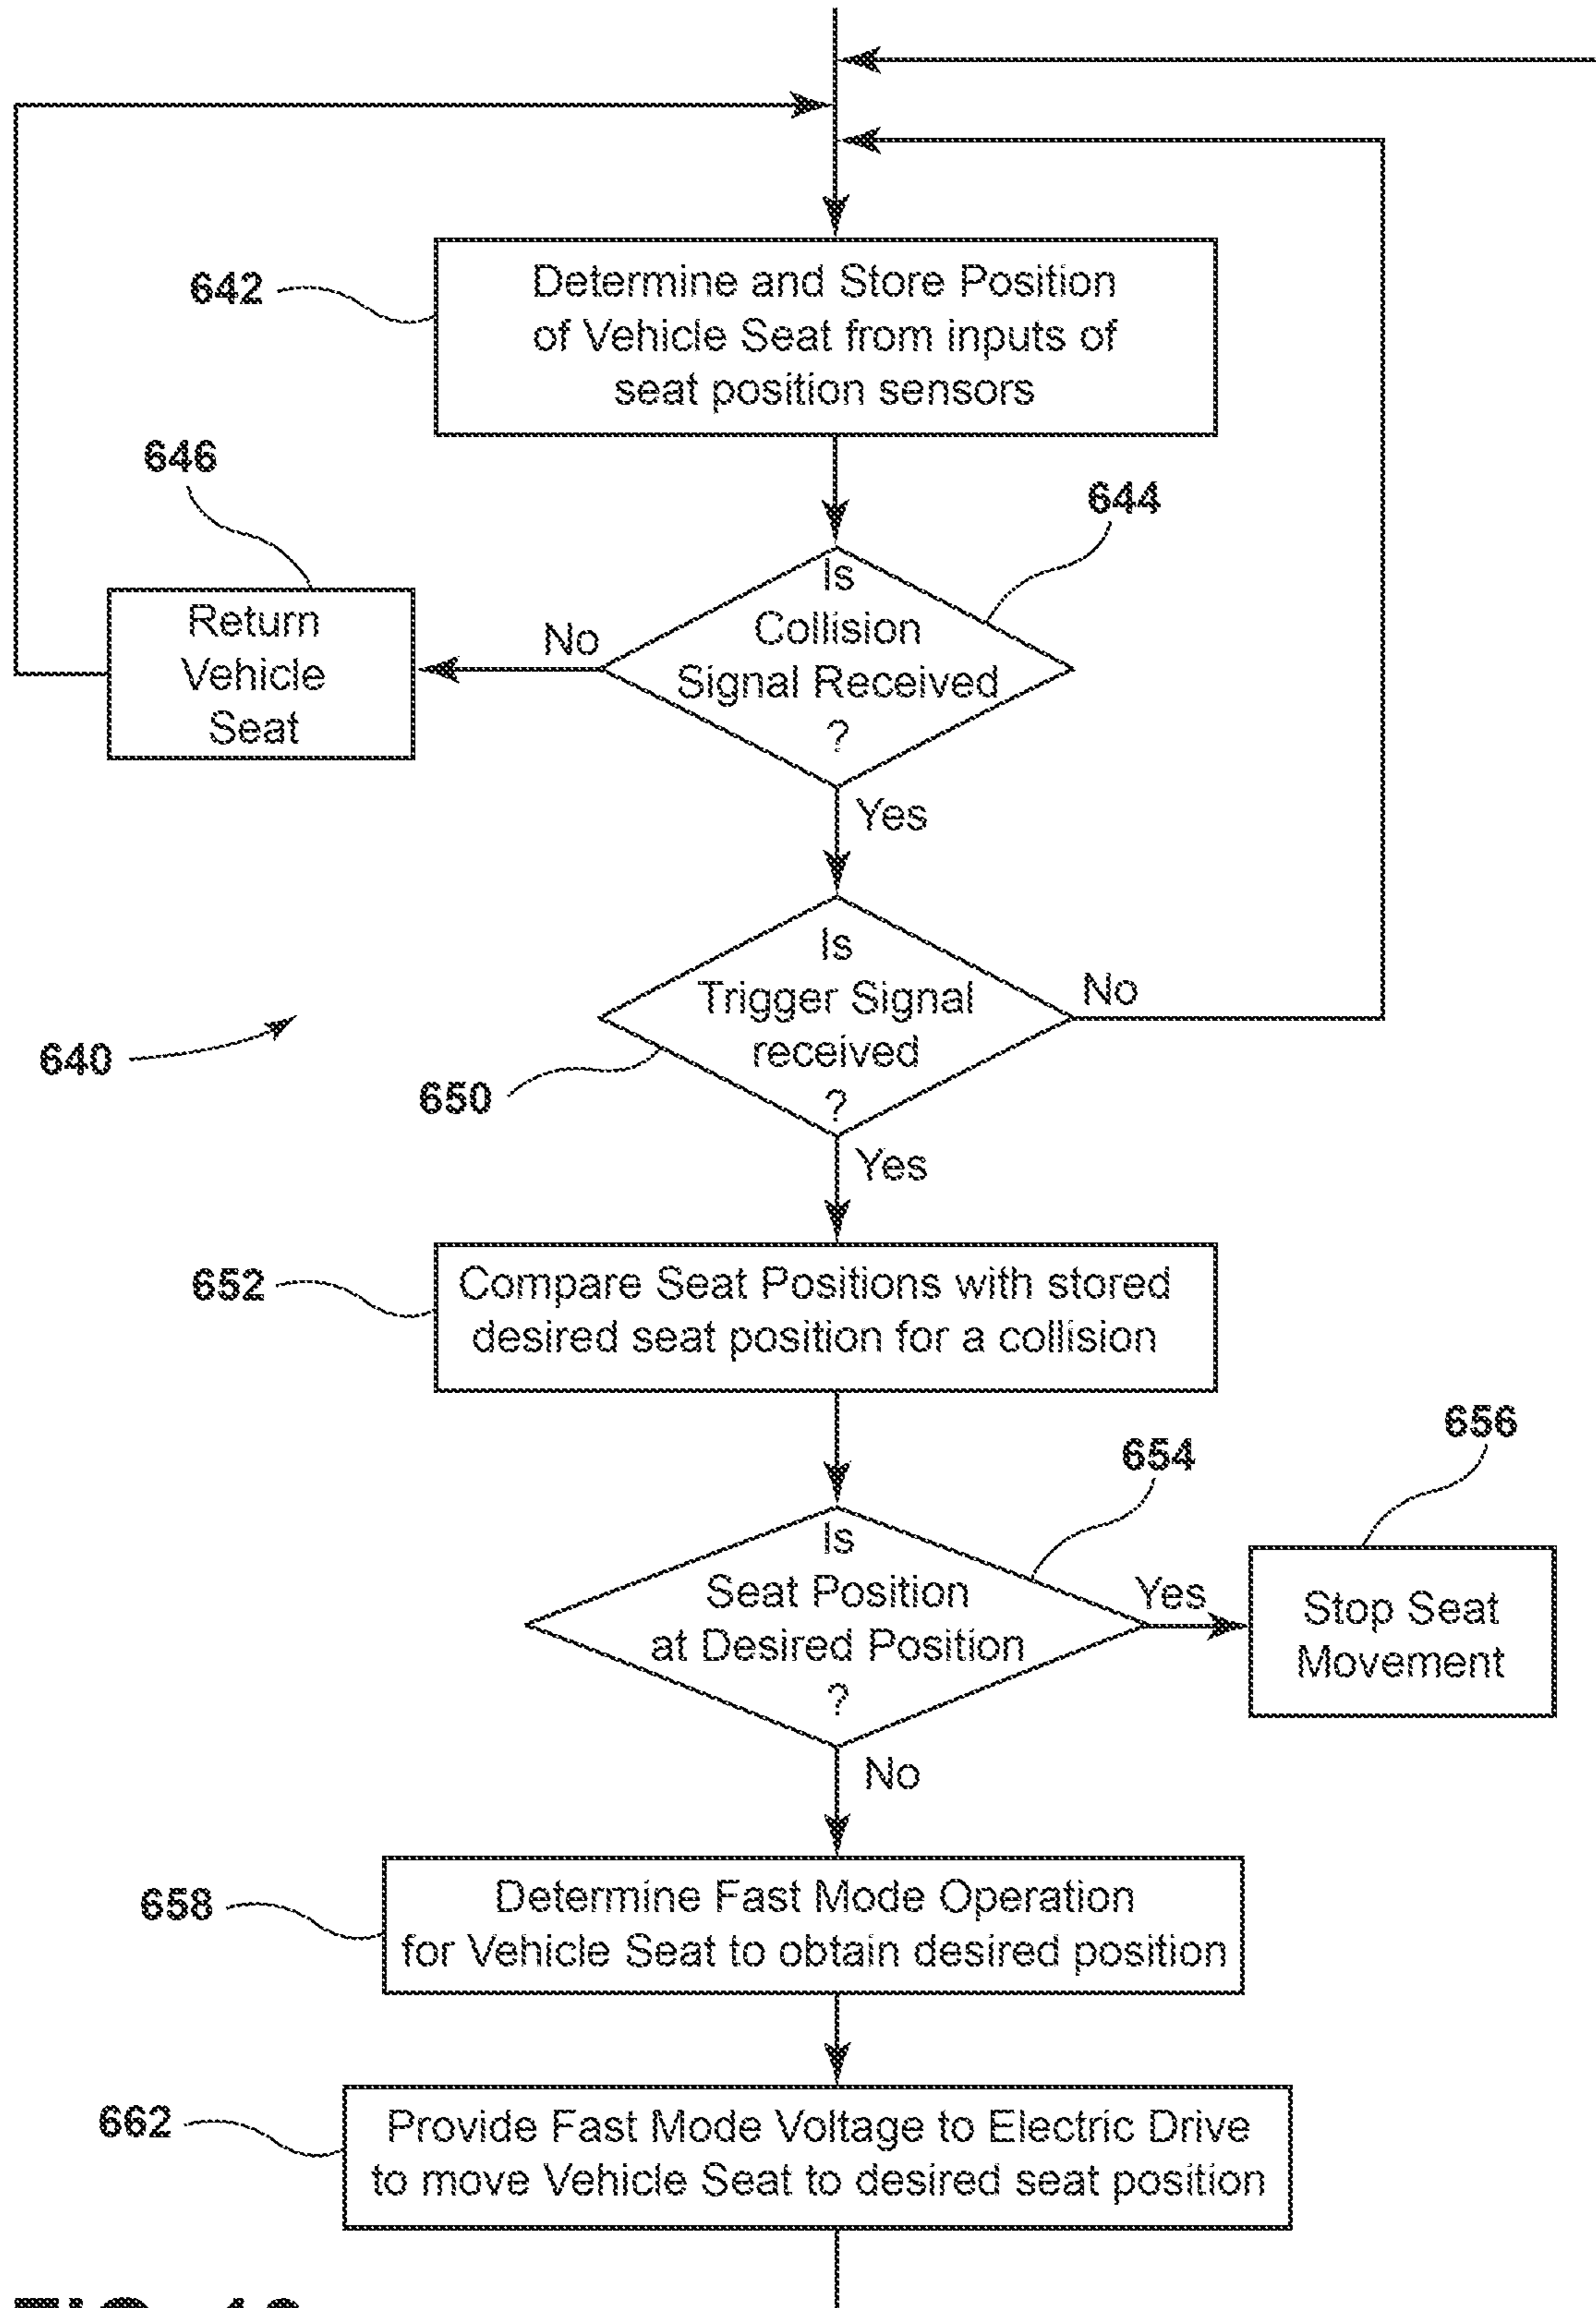 642
Determine and Store Position
of Vehicle Seat from inputs of
seat position sensors
646
644
Return
Vehicle
Seat
No
Is
Collision
Signal Received
?
Yes
Is
Trigger Signal
received
?
No
640
650
Yes
652
Compare Seat Positions with stored
desired seat position for a collision
656
654
Is
Seat Position
at Desired Position
?
Yes
Stop Seat
Movement
No
658
Determine Fast Mode Operation
for Vehicle Seat to obtain desired position
662
Provide Fast Mode Voltage to Electric Drive
to move Vehicle Seat to desired seat position